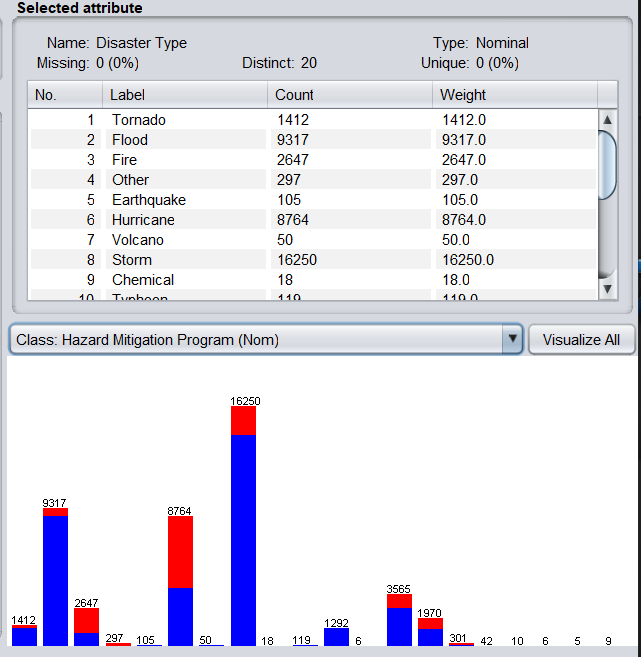 Selected attribute
Name: Disaster Type Type: Nominal
Missing: 0 (0%) Distinct: 20 Unique: 0 (0%)
No. Label Count Weight
1 Tornado 1412 1412.0
2 Flood 9317 9317.0
3 Fire 2647 2647.0
4 Other 297 297.0
5 Earthquake 105 105.0
6 Hurricane 8764 8764.0
7 Volcano 50 50.0
8 Storm 16250 16250.0
9 Chemical 18 18.0
10 Typhoon 119 119.0
Class: Hazard Mitigation Program (Nom) Visualize All
16250
9317
8764
3565
2647
1970
1412 1292
297 105 50 18 119 6 301 42 10 6 5 9